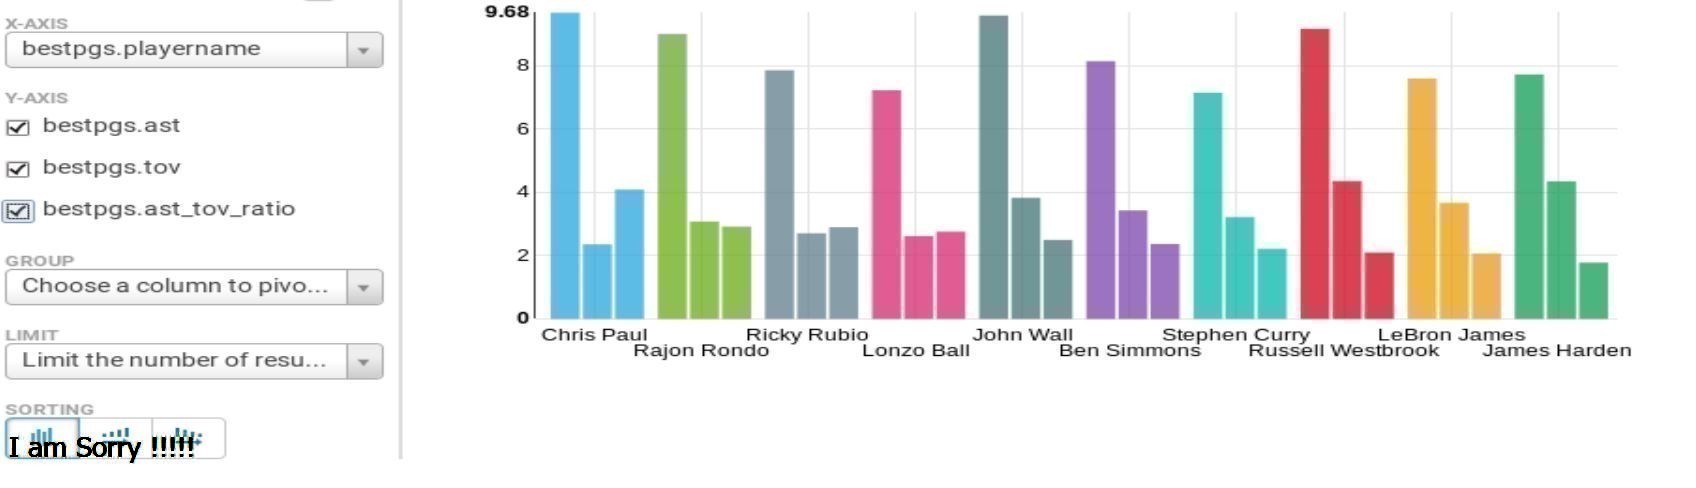 X-AXIS
bestpgs.playername
Y-AXIS
bestpgs.ast
bestpgs.tov
bestpgs.ast_tov_ratio
GROUP
Choose a column to pivo...
LIMIT
Limit the number of resu...
SORTING
I am Sorry !!!!!
9.68
8
6
4
2
0
Chris Paul Ricky Rubio John Wall Stephen Curry LeBron James
Rajon Rondo Lonzo Ball Ben Simmons Russell Westbrook James Harden